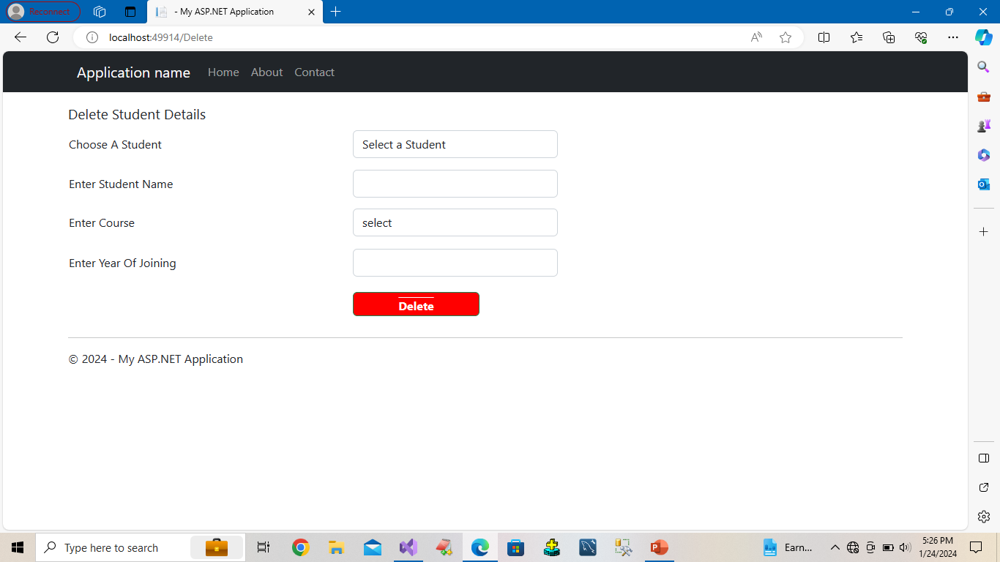 Reconnect
- My ASP.NET Application
localhost:49914/Delete
Application name Home About Contact
Delete Student Details
Choose A Student Select a Student
Enter Student Name
Enter Course select
Enter Year Of Joining
Delete
© 2024 - My ASP.NET Application
Type here to search
Earn...
5:26 PM
1/24/2024